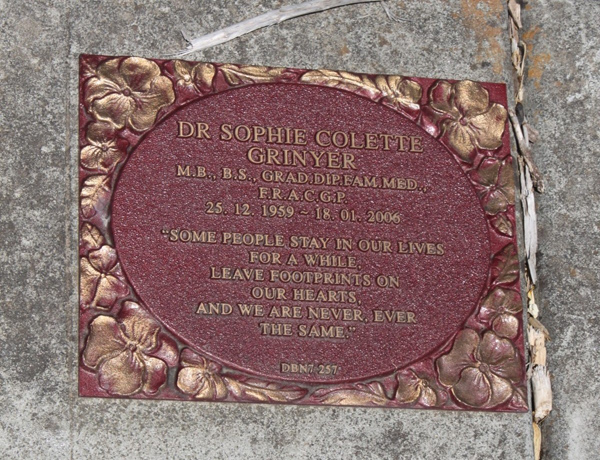 DR SOPHIE COLETTE
GRINYER
M.B., B.S., GRAD.DIP.FAM.MED.,
F.R.A.C.G.P.
25. 12. 1959 ~ 18. 01. 2006
"SOME PEOPLE STAY IN OUR LIVES
FOR A WHILE,
LEAVE FOOTPRINTS ON
OUR HEARTS,
AND WE ARE NEVER, EVER
THE SAME."
DBN7 257